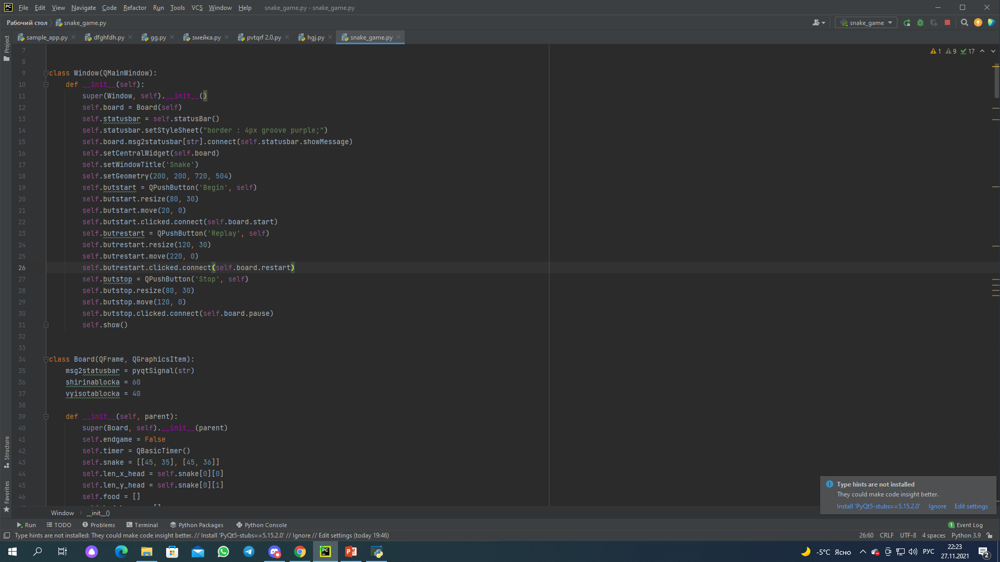 PC File Edit View Navigate Code Refactor Run Tools VCS Window Help snake_game.py - snake_game.py
Рабочий стол snake_game.py snake_game
sample_app.py dfghfdh.py gg.py змейка.py pvtqrf 2.0.py hgj.py snake_game.py
Project
1 9 17
7
8
9 class Window(QMainWindow):
10 def __init__(self):
11 super(Window, self).__init__()
12 self.board = Board(self)
13 self.statusbar = self.statusBar()
14 self.statusbar.setStyleSheet("border : 4px groove purple;")
15 self.board.msg2statusbar[str].connect(self.statusbar.showMessage)
16 self.setCentralWidget(self.board)
17 self.setWindowTitle('Snake')
18 self.setGeometry(200, 200, 720, 504)
19 self.butstart = QPushButton('Begin', self)
20 self.butstart.resize(80, 30)
21 self.butstart.move(20, 0)
22 self.butstart.clicked.connect(self.board.start)
23 self.butrestart = QPushButton('Replay', self)
24 self.butrestart.resize(120, 30)
25 self.butrestart.move(220, 0)
26 self.butrestart.clicked.connect(self.board.restart)
27 self.butstop = QPushButton('Stop', self)
28 self.butstop.resize(80, 30)
29 self.butstop.move(120, 0)
30 self.butstop.clicked.connect(self.board.pause)
31 self.show()
32
33
34 class Board(QFrame, QGraphicsItem):
35 msg2statusbar = pyqtSignal(str)
36 shirinablocka = 60
37 vyisotablocka = 40
38
39 def __init__(self, parent):
40 super(Board, self).__init__(parent)
41 self.endgame = False
42 self.timer = QBasicTimer()
43 self.snake = [[45, 35], [45, 36]]
44 self.len_x_head = self.snake[0][0]
45 self.len_y_head = self.snake[0][1]
46 self.food = []
Structure
Favorites
Type hints are not installed
They could make code insight better.
Install 'PyQt5-stubs==5.15.2.0' Ignore Edit settings
Window __init__()
Run TODO Problems Terminal Python Packages Python Console 1 Event Log
Type hints are not installed: They could make code insight better. // Install 'PyQt5-stubs==5.15.2.0' // Ignore // Edit settings (today 19:46) 26:60 CRLF UTF-8 4 spaces Python 3.9
PC -5°C Ясно РУС 22:23
27.11.2021 2